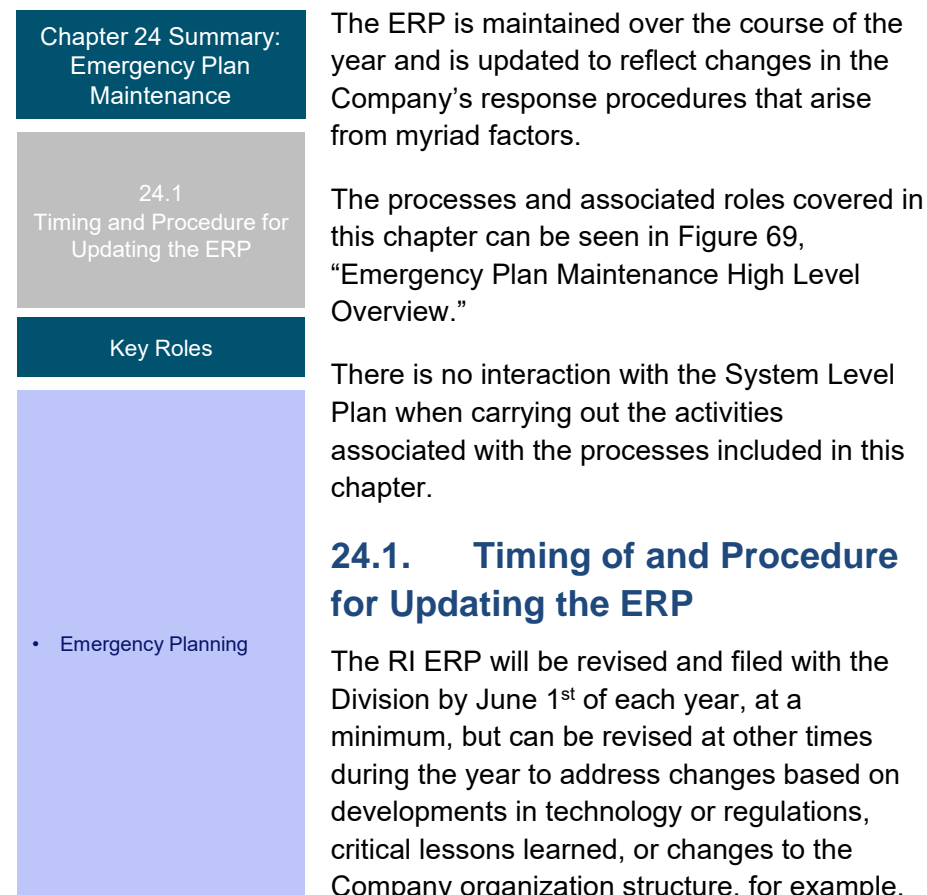 Chapter 24 Summary:
Emergency Plan
Maintenance
24.1
Timing and Procedure for
Updating the ERP
Key Roles
• Emergency Planning
The ERP is maintained over the course of the
year and is updated to reflect changes in the
Company’s response procedures that arise
from myriad factors.
The processes and associated roles covered in
this chapter can be seen in Figure 69,
“Emergency Plan Maintenance High Level
Overview.”
There is no interaction with the System Level
Plan when carrying out the activities
associated with the processes included in this
chapter.
24.1. Timing of and Procedure
for Updating the ERP
The RI ERP will be revised and filed with the
Division by June 1st of each year, at a
minimum, but can be revised at other times
during the year to address changes based on
developments in technology or regulations,
critical lessons learned, or changes to the
Company organization structure, for example.